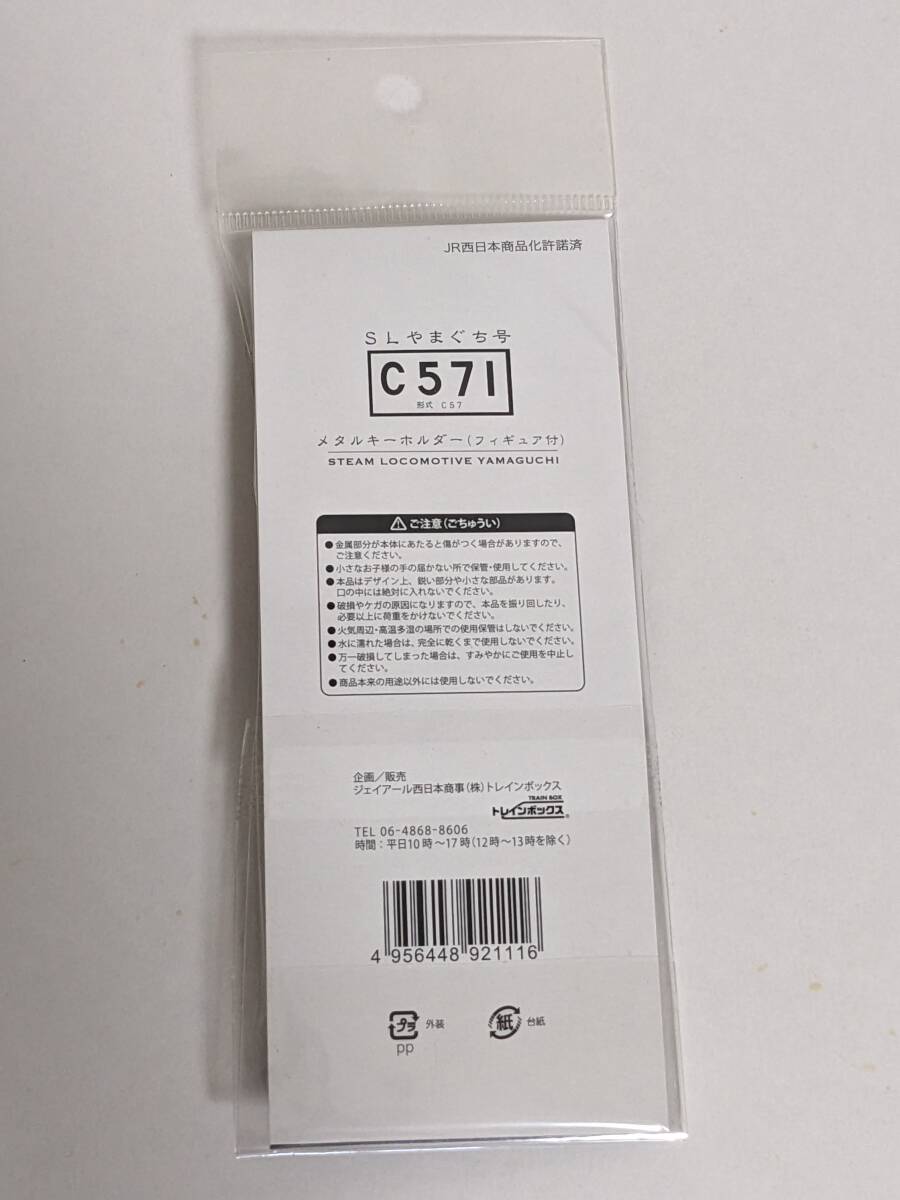 JR西日本商品化許諾済
SLやまぐち号
C571
形式 C57
メタルキーホルダー(フィギュア付)
STEAM LOCOMOTIVE YAMAGUCHI
ご注意(ごちゅうい)
●金属部分が本体にあたると傷がつく場合がありますので、
ご注意ください。
●小さなお子様の手の届かない所で保管・使用してください。
●本品はデザイン上、鋭い部分や小さな部品があります。
口の中には絶対に入れないでください。
●破損やケガの原因になりますので、本品を振り回したり、
必要以上に荷重をかけないでください。
●火気周辺・高温多湿の場所での使用保管はしないでください。
●水に濡れた場合は、完全に乾くまで使用しないでください。
●万一破損してしまった場合は、すみやかにご使用を中止し
てください。
●商品本来の用途以外には使用しないでください。
企画/販売
ジェイアール西日本商事(株)トレインボックス
TRAIN BOX
トレインボックス®
TEL 06-4868-8606
時間:平日10時~17時(12時~13時を除く)
4 956448 921116
プラ 外装
PP
紙 台紙